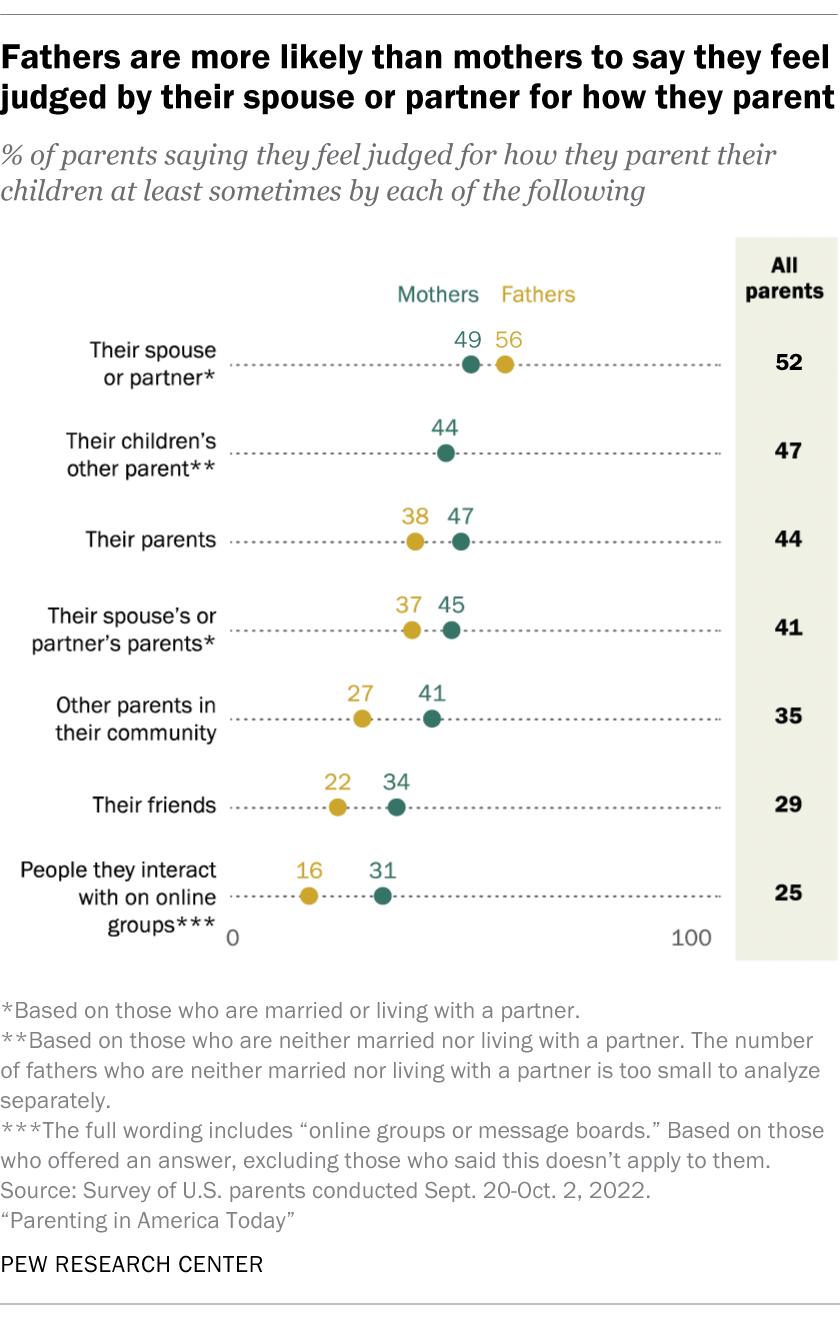 Fathers are more likely than mothers to say they feel
judged by their spouse or partner for how they parent
% of parents saying they feel judged for how they parent their
children at least sometimes by each of the following
All
parents
Mothers Fathers
49 56
Their spouse
or partner*
52
44
Their children’s
other parent**
47
38 47
Their parents
44
37 45
Their spouse’s or
partner’s parents*
41
27 41
Other parents in
their community
35
22 34
Their friends
29
16 31
People they interact
with on online
groups***
25
0 100
*Based on those who are married or living with a partner.
**Based on those who are neither married nor living with a partner. The number
of fathers who are neither married nor living with a partner is too small to analyze
separately.
***The full wording includes “online groups or message boards.” Based on those
who offered an answer, excluding those who said this doesn’t apply to them.
Source: Survey of U.S. parents conducted Sept. 20-Oct. 2, 2022.
“Parenting in America Today”
PEW RESEARCH CENTER